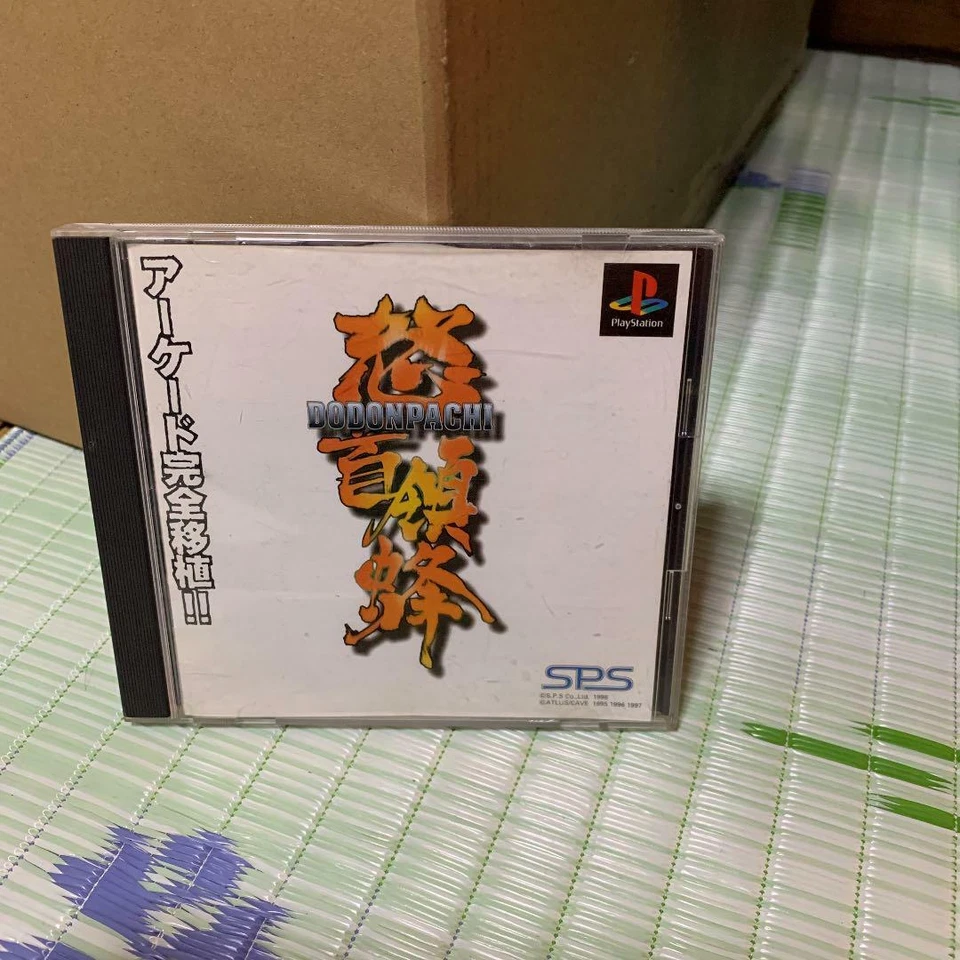 アーケード完全移植!!
PlayStation
怒
DODONPACHI
首領蜂
SPS
©S.P.S Co.,Ltd. 1998
©ATLUS/CAVE 1995 1996 1997